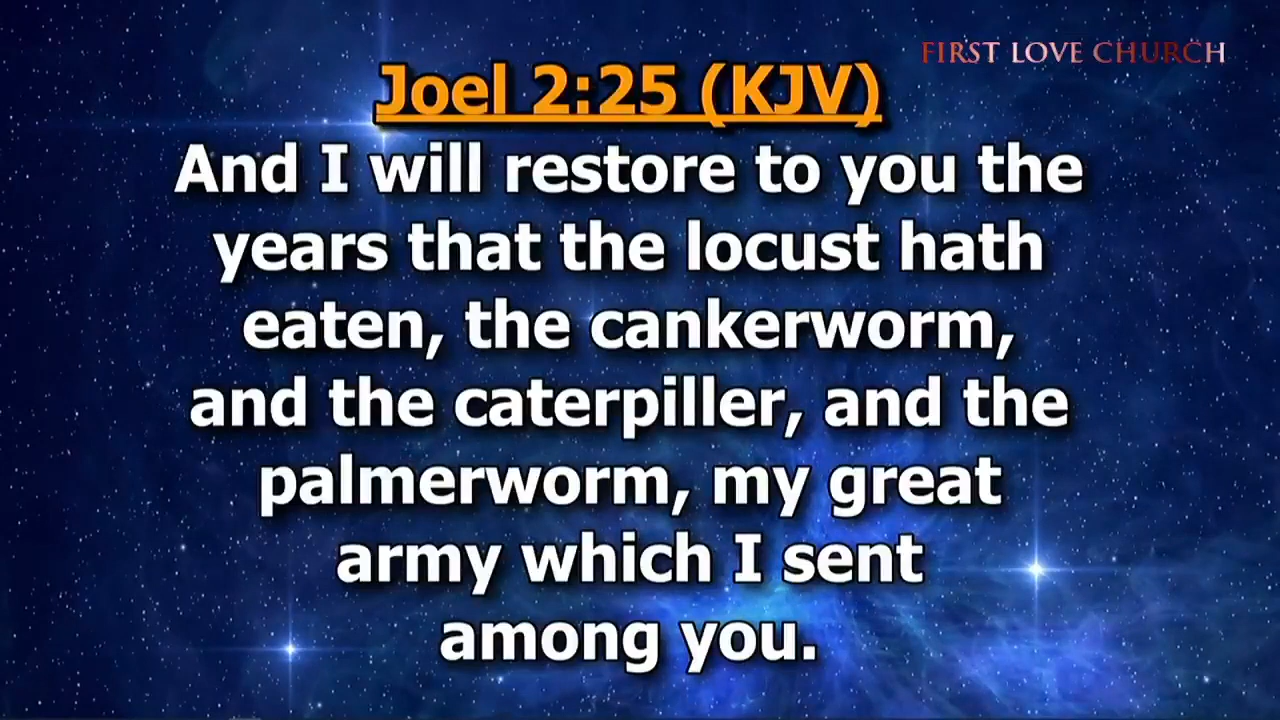 FIRST LOVE CHURCH
Joel 2:25 (KJV)
And I will restore to you the
years that the locust hath
eaten, the cankerworm,
and the caterpiller, and the
palmerworm, my great
army which I sent
among you.